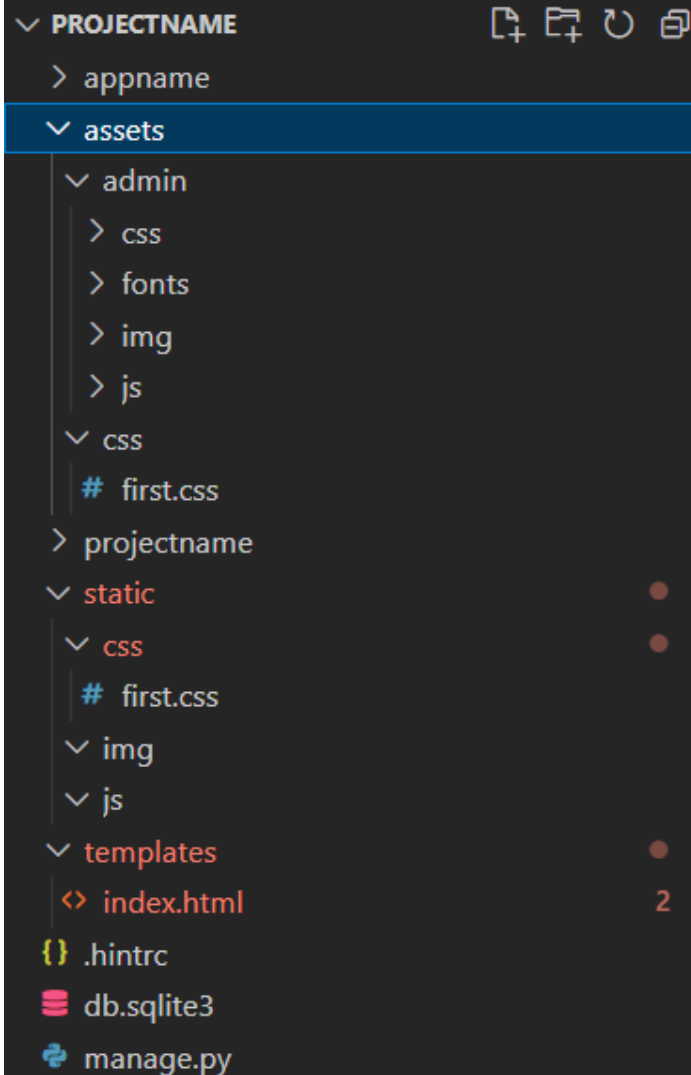 PROJECTNAME
appname
assets
admin
css
fonts
img
js
css
# first.css
projectname
static
css
# first.css
img
js
templates
<> index.html 2
{} .hintrc
db.sqlite3
manage.py